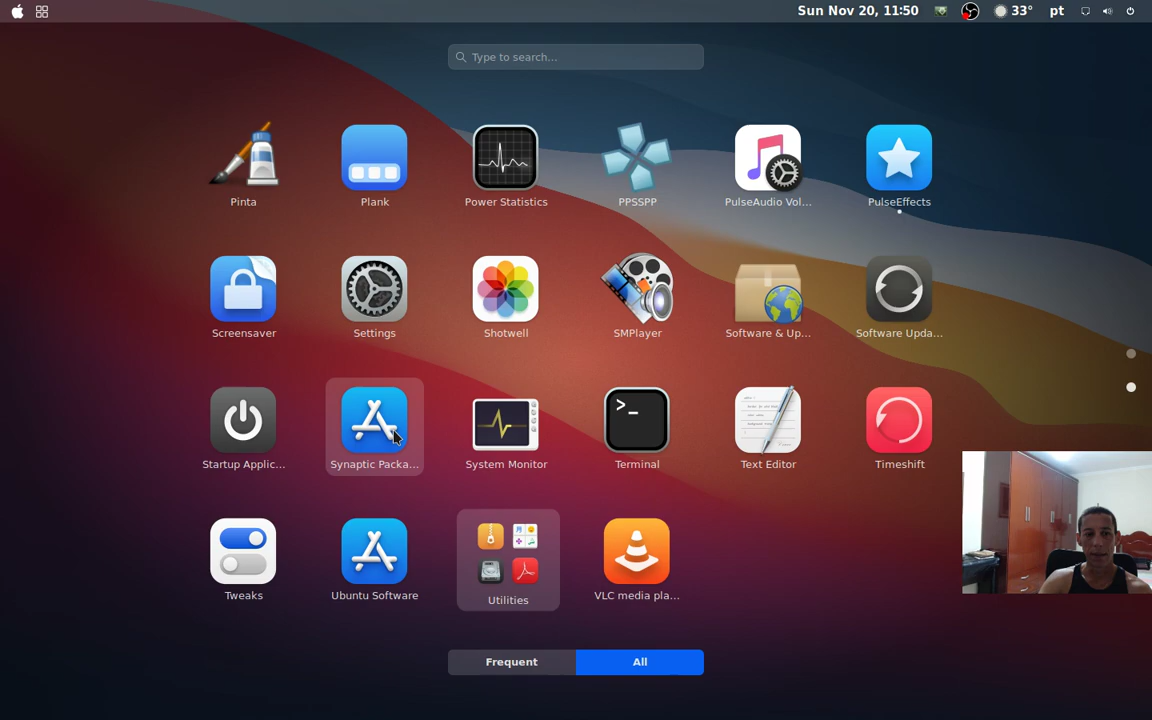 Sun Nov 20, 11:50 33° pt
Type to search...
Pinta Plank Power Statistics PPSSPP PulseAudio Vol... PulseEffects
Screensaver Settings Shotwell SMPlayer Software & Up... Software Upda...
>_
Startup Applic... Synaptic Packa... System Monitor Terminal Text Editor Timeshift
Tweaks Ubuntu Software Utilities VLC media pla...
Frequent All